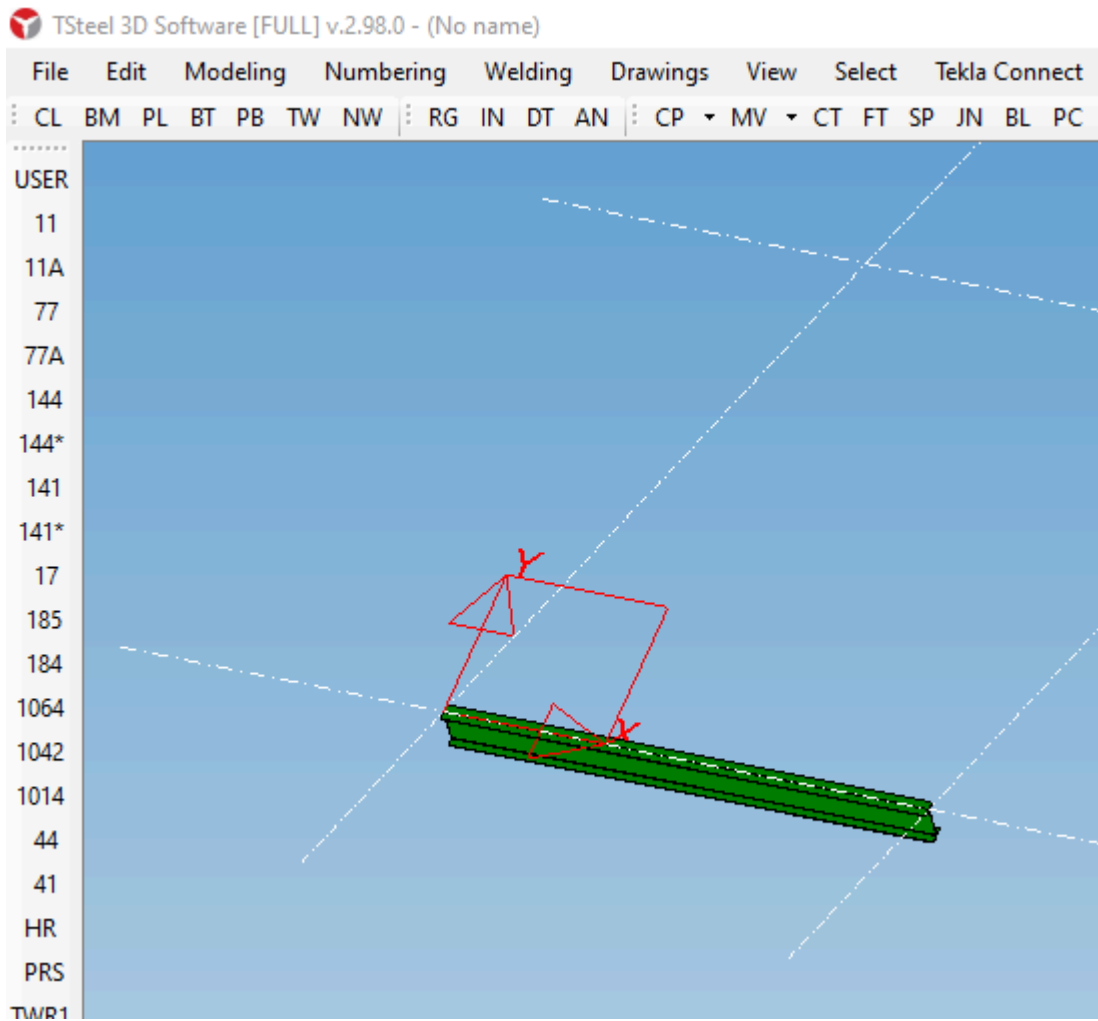 TSteel 3D Software [FULL] v.2.98.0 - (No name)
File Edit Modeling Numbering Welding Drawings View Select Tekla Connect
CL BM PL BT PB TW NW RG IN DT AN CP MV CT FT SP JN BL PC
USER
11
11A
77
77A
144
144*
141
141*
17
185
184
1064
1042
1014
44
41
HR
PRS
TWR1
Y
X